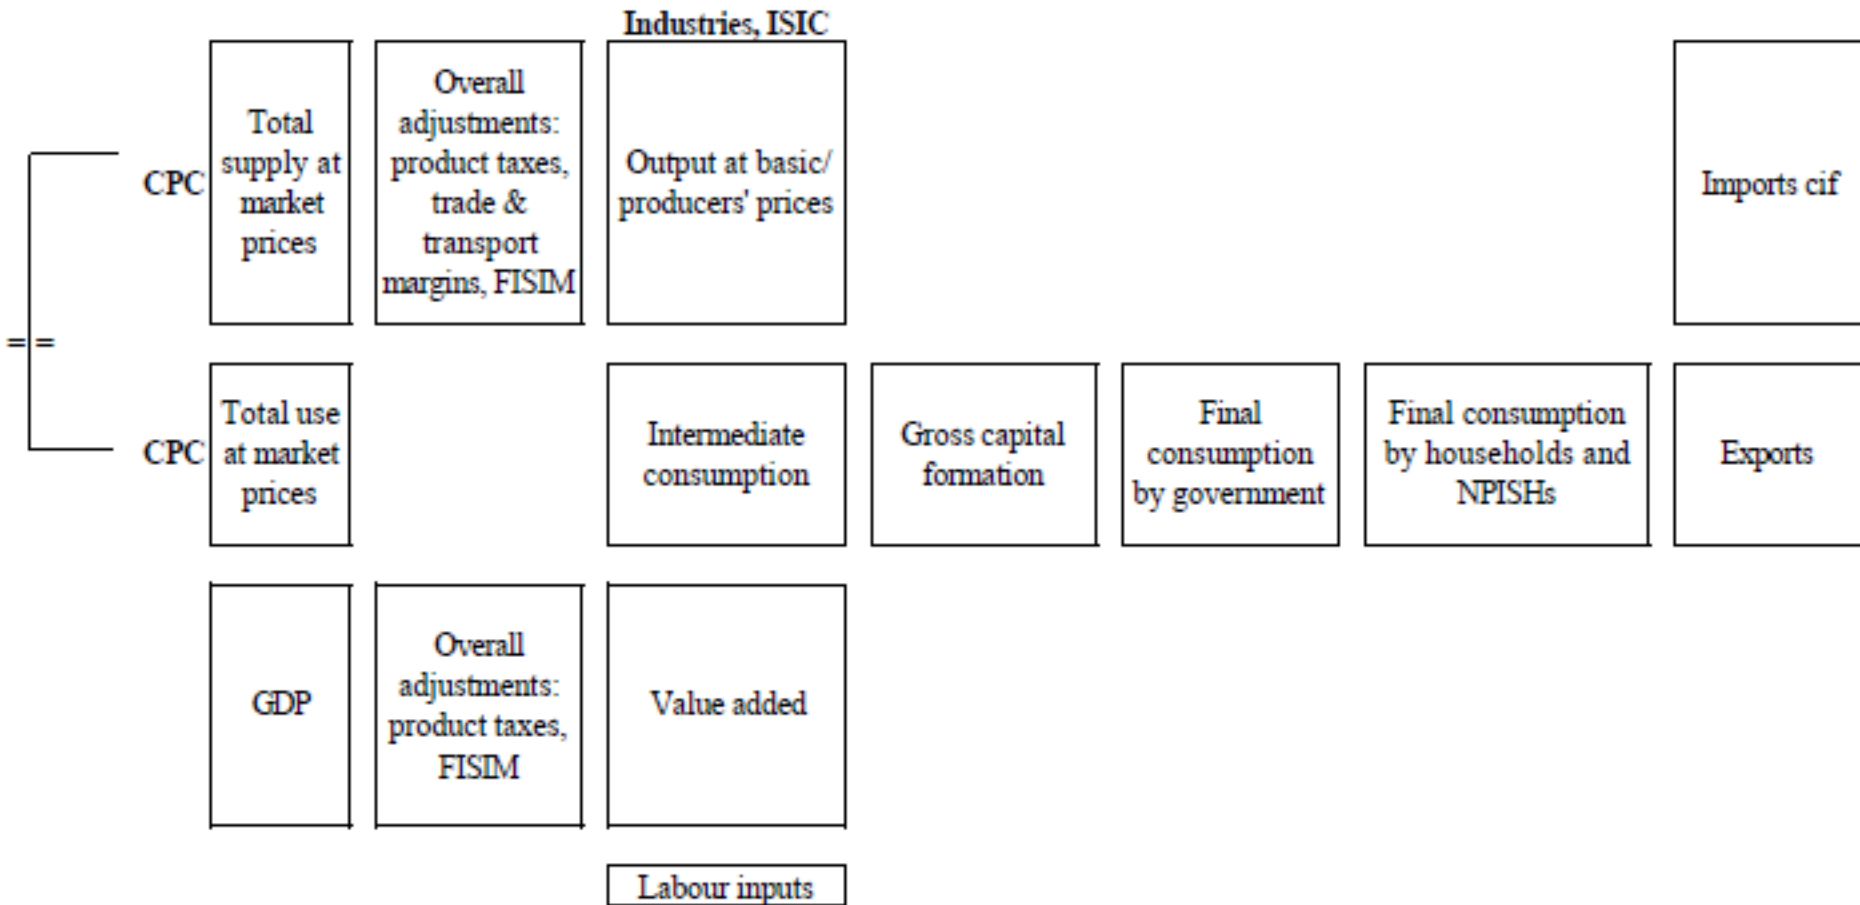 Industries, ISIC
CPC
Total
supply at
market
prices
Overall
adjustments:
product taxes,
trade &
transport
margins, FISIM
Output at basic/
producers' prices
Imports cif
==
CPC
Total use
at market
prices
Intermediate
consumption
Gross capital
formation
Final
consumption
by government
Final consumption
by households and
NPISHs
Exports
GDP
Overall
adjustments:
product taxes,
FISIM
Value added
Labour inputs